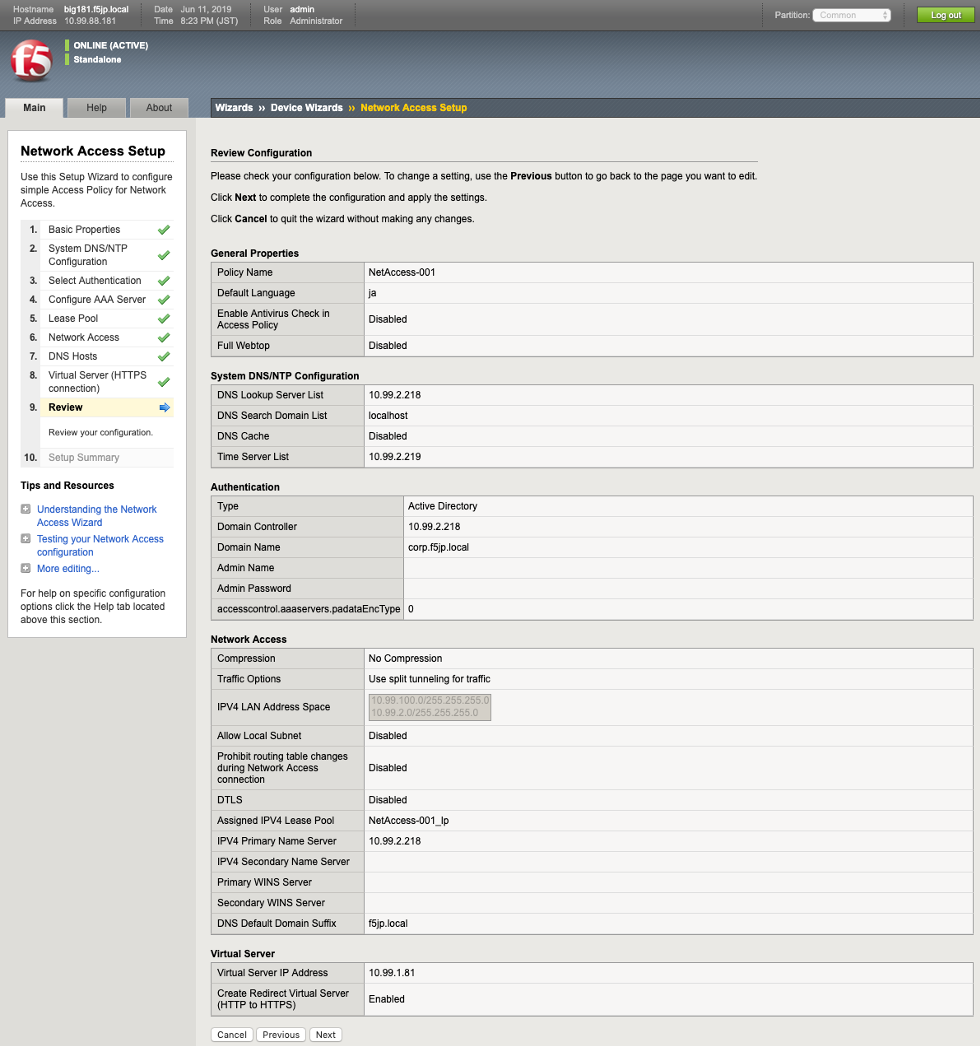 Hostname big181.f5jp.local Date Jun 11, 2019 User admin
IP Address 10.99.88.181 Time 8:23 PM (JST) Role Administrator
Partition: Common
Log out
f5
ONLINE (ACTIVE)
Standalone
Main Help About
Wizards ›› Device Wizards ›› Network Access Setup
Network Access Setup
Use this Setup Wizard to configure
simple Access Policy for Network
Access.
1. Basic Properties
2. System DNS/NTP
Configuration
3. Select Authentication
4. Configure AAA Server
5. Lease Pool
6. Network Access
7. DNS Hosts
8. Virtual Server (HTTPS
connection)
9. Review
Review your configuration.
10. Setup Summary
Tips and Resources
Understanding the Network
Access Wizard
Testing your Network Access
configuration
More editing...
For help on specific configuration
options click the Help tab located
above this section.
Review Configuration
Please check your configuration below. To change a setting, use the Previous button to go back to the page you want to edit.
Click Next to complete the configuration and apply the settings.
Click Cancel to quit the wizard without making any changes.
General Properties
Policy Name NetAccess-001
Default Language ja
Enable Antivirus Check in
Access Policy Disabled
Full Webtop Disabled
System DNS/NTP Configuration
DNS Lookup Server List 10.99.2.218
DNS Search Domain List localhost
DNS Cache Disabled
Time Server List 10.99.2.219
Authentication
Type Active Directory
Domain Controller 10.99.2.218
Domain Name corp.f5jp.local
Admin Name
Admin Password
accesscontrol.aaaservers.padataEncType 0
Network Access
Compression No Compression
Traffic Options Use split tunneling for traffic
IPV4 LAN Address Space 10.99.100.0/255.255.255.0
10.99.2.0/255.255.255.0
Allow Local Subnet Disabled
Prohibit routing table changes
during Network Access
connection Disabled
DTLS Disabled
Assigned IPV4 Lease Pool NetAccess-001_lp
IPV4 Primary Name Server 10.99.2.218
IPV4 Secondary Name Server
Primary WINS Server
Secondary WINS Server
DNS Default Domain Suffix f5jp.local
Virtual Server
Virtual Server IP Address 10.99.1.81
Create Redirect Virtual Server
(HTTP to HTTPS) Enabled
Cancel Previous Next